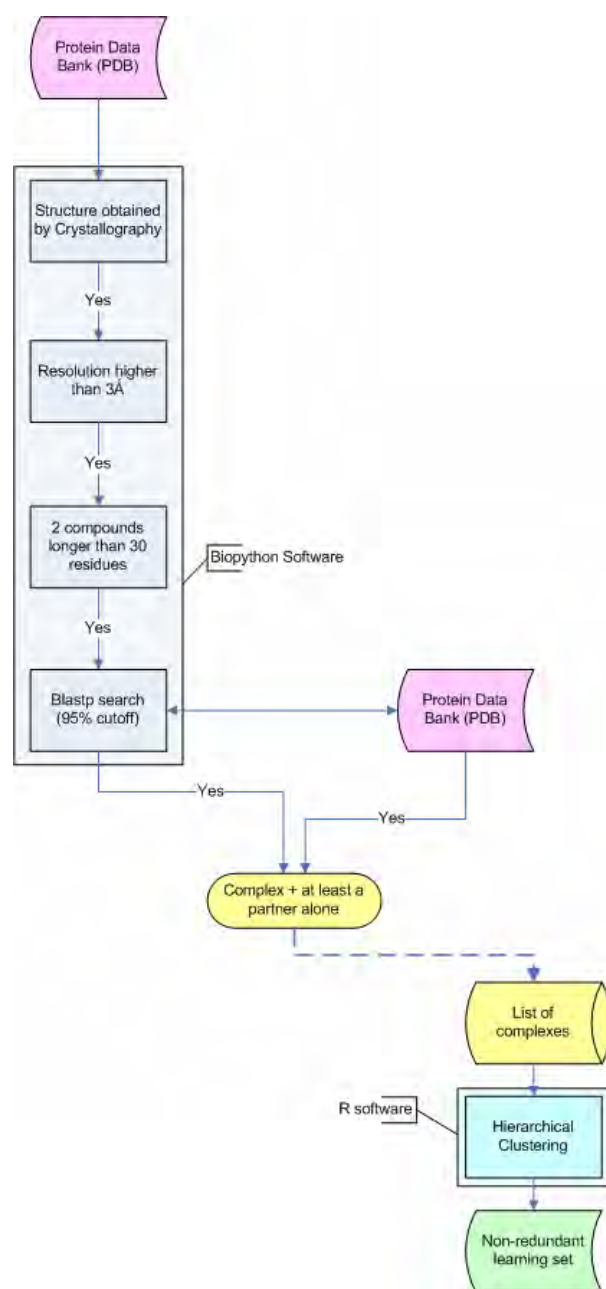 Protein Data
Bank (PDB)
Structure obtained
by Crystallography
Yes
Resolution higher
than 3Å
Yes
2 compounds
longer than 30
residues
Biopython Software
Yes
Blastp search
(95% cutoff)
Protein Data
Bank (PDB)
Yes
Yes
Complex + at least a
partner alone
List of
complexes
R software
Hierarchical
Clustering
Non-redundant
learning set